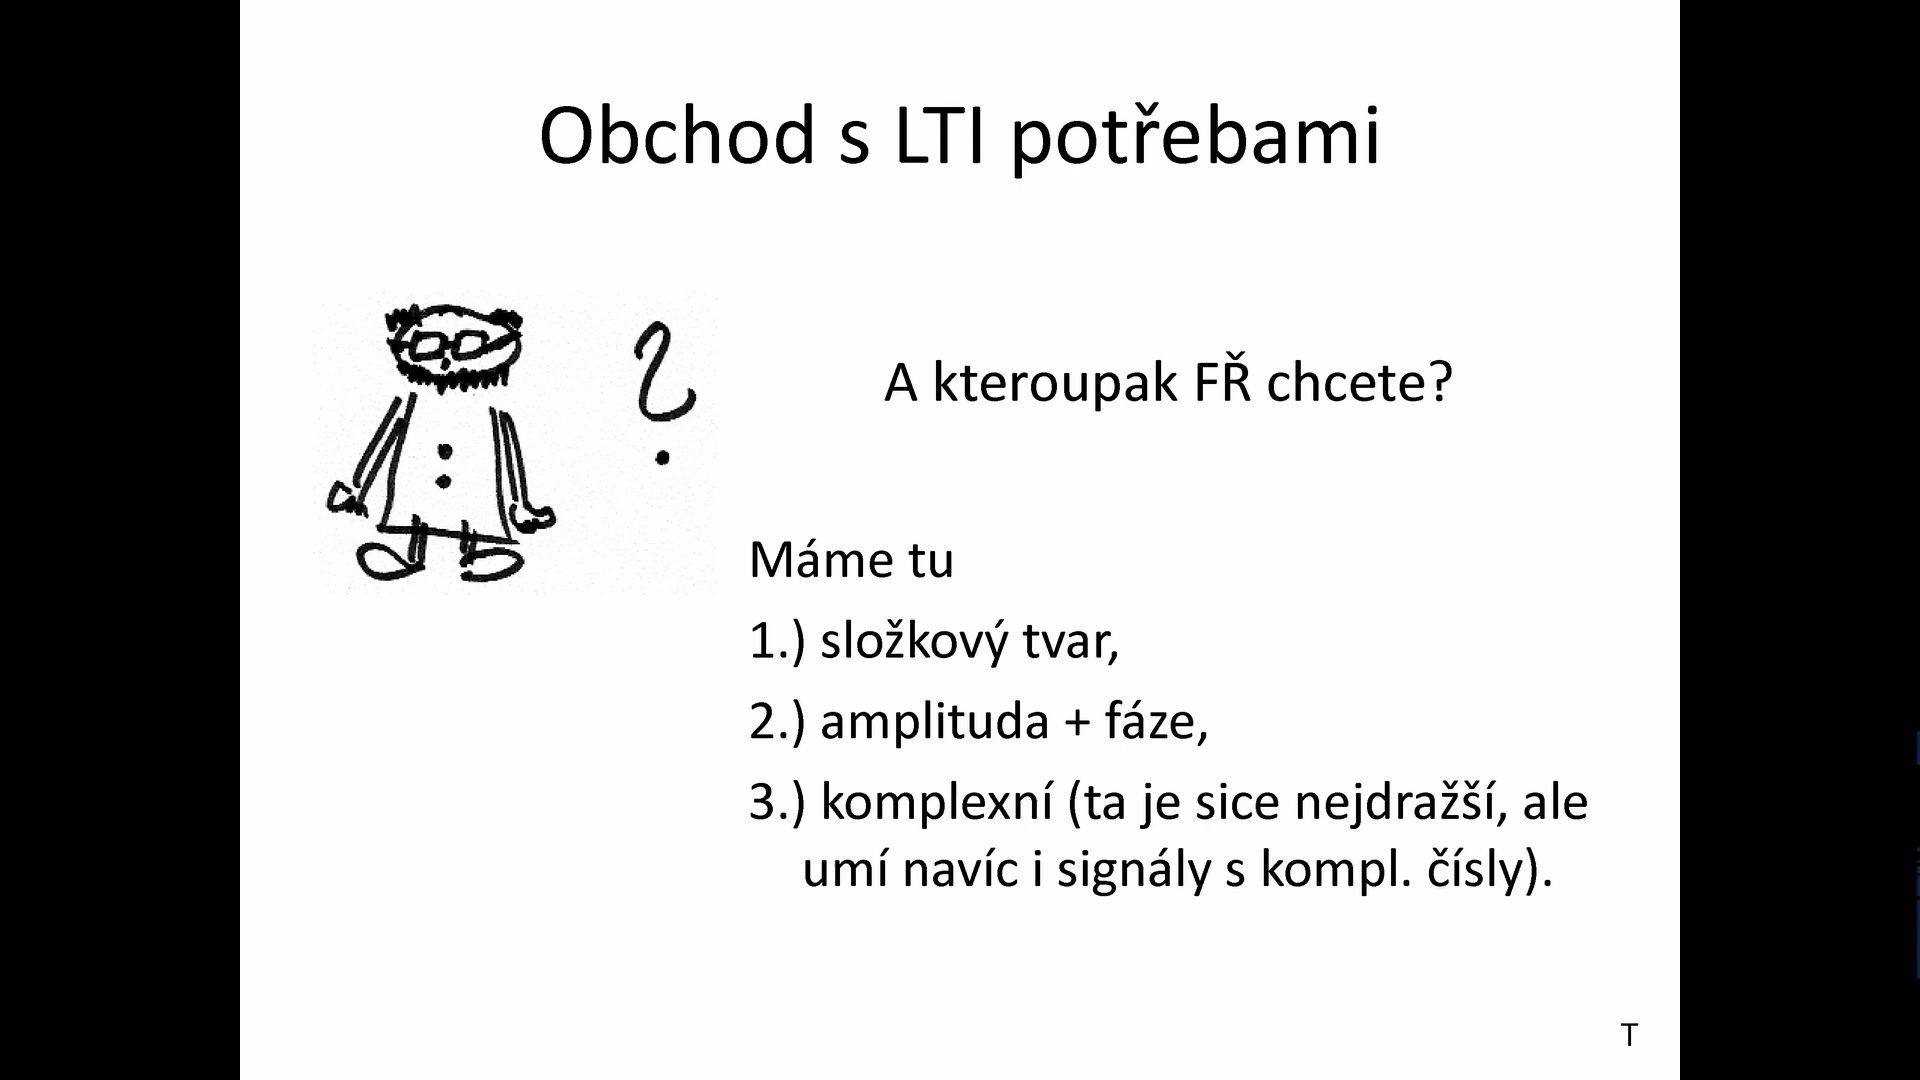 Obchod s LTI potřebami
?
A kteroupak FŘ chcete?
Máme tu
1.) složkový tvar,
2.) amplituda + fáze,
3.) komplexní (ta je sice nejdražší, ale
umí navíc i signály s kompl. čísly).
T